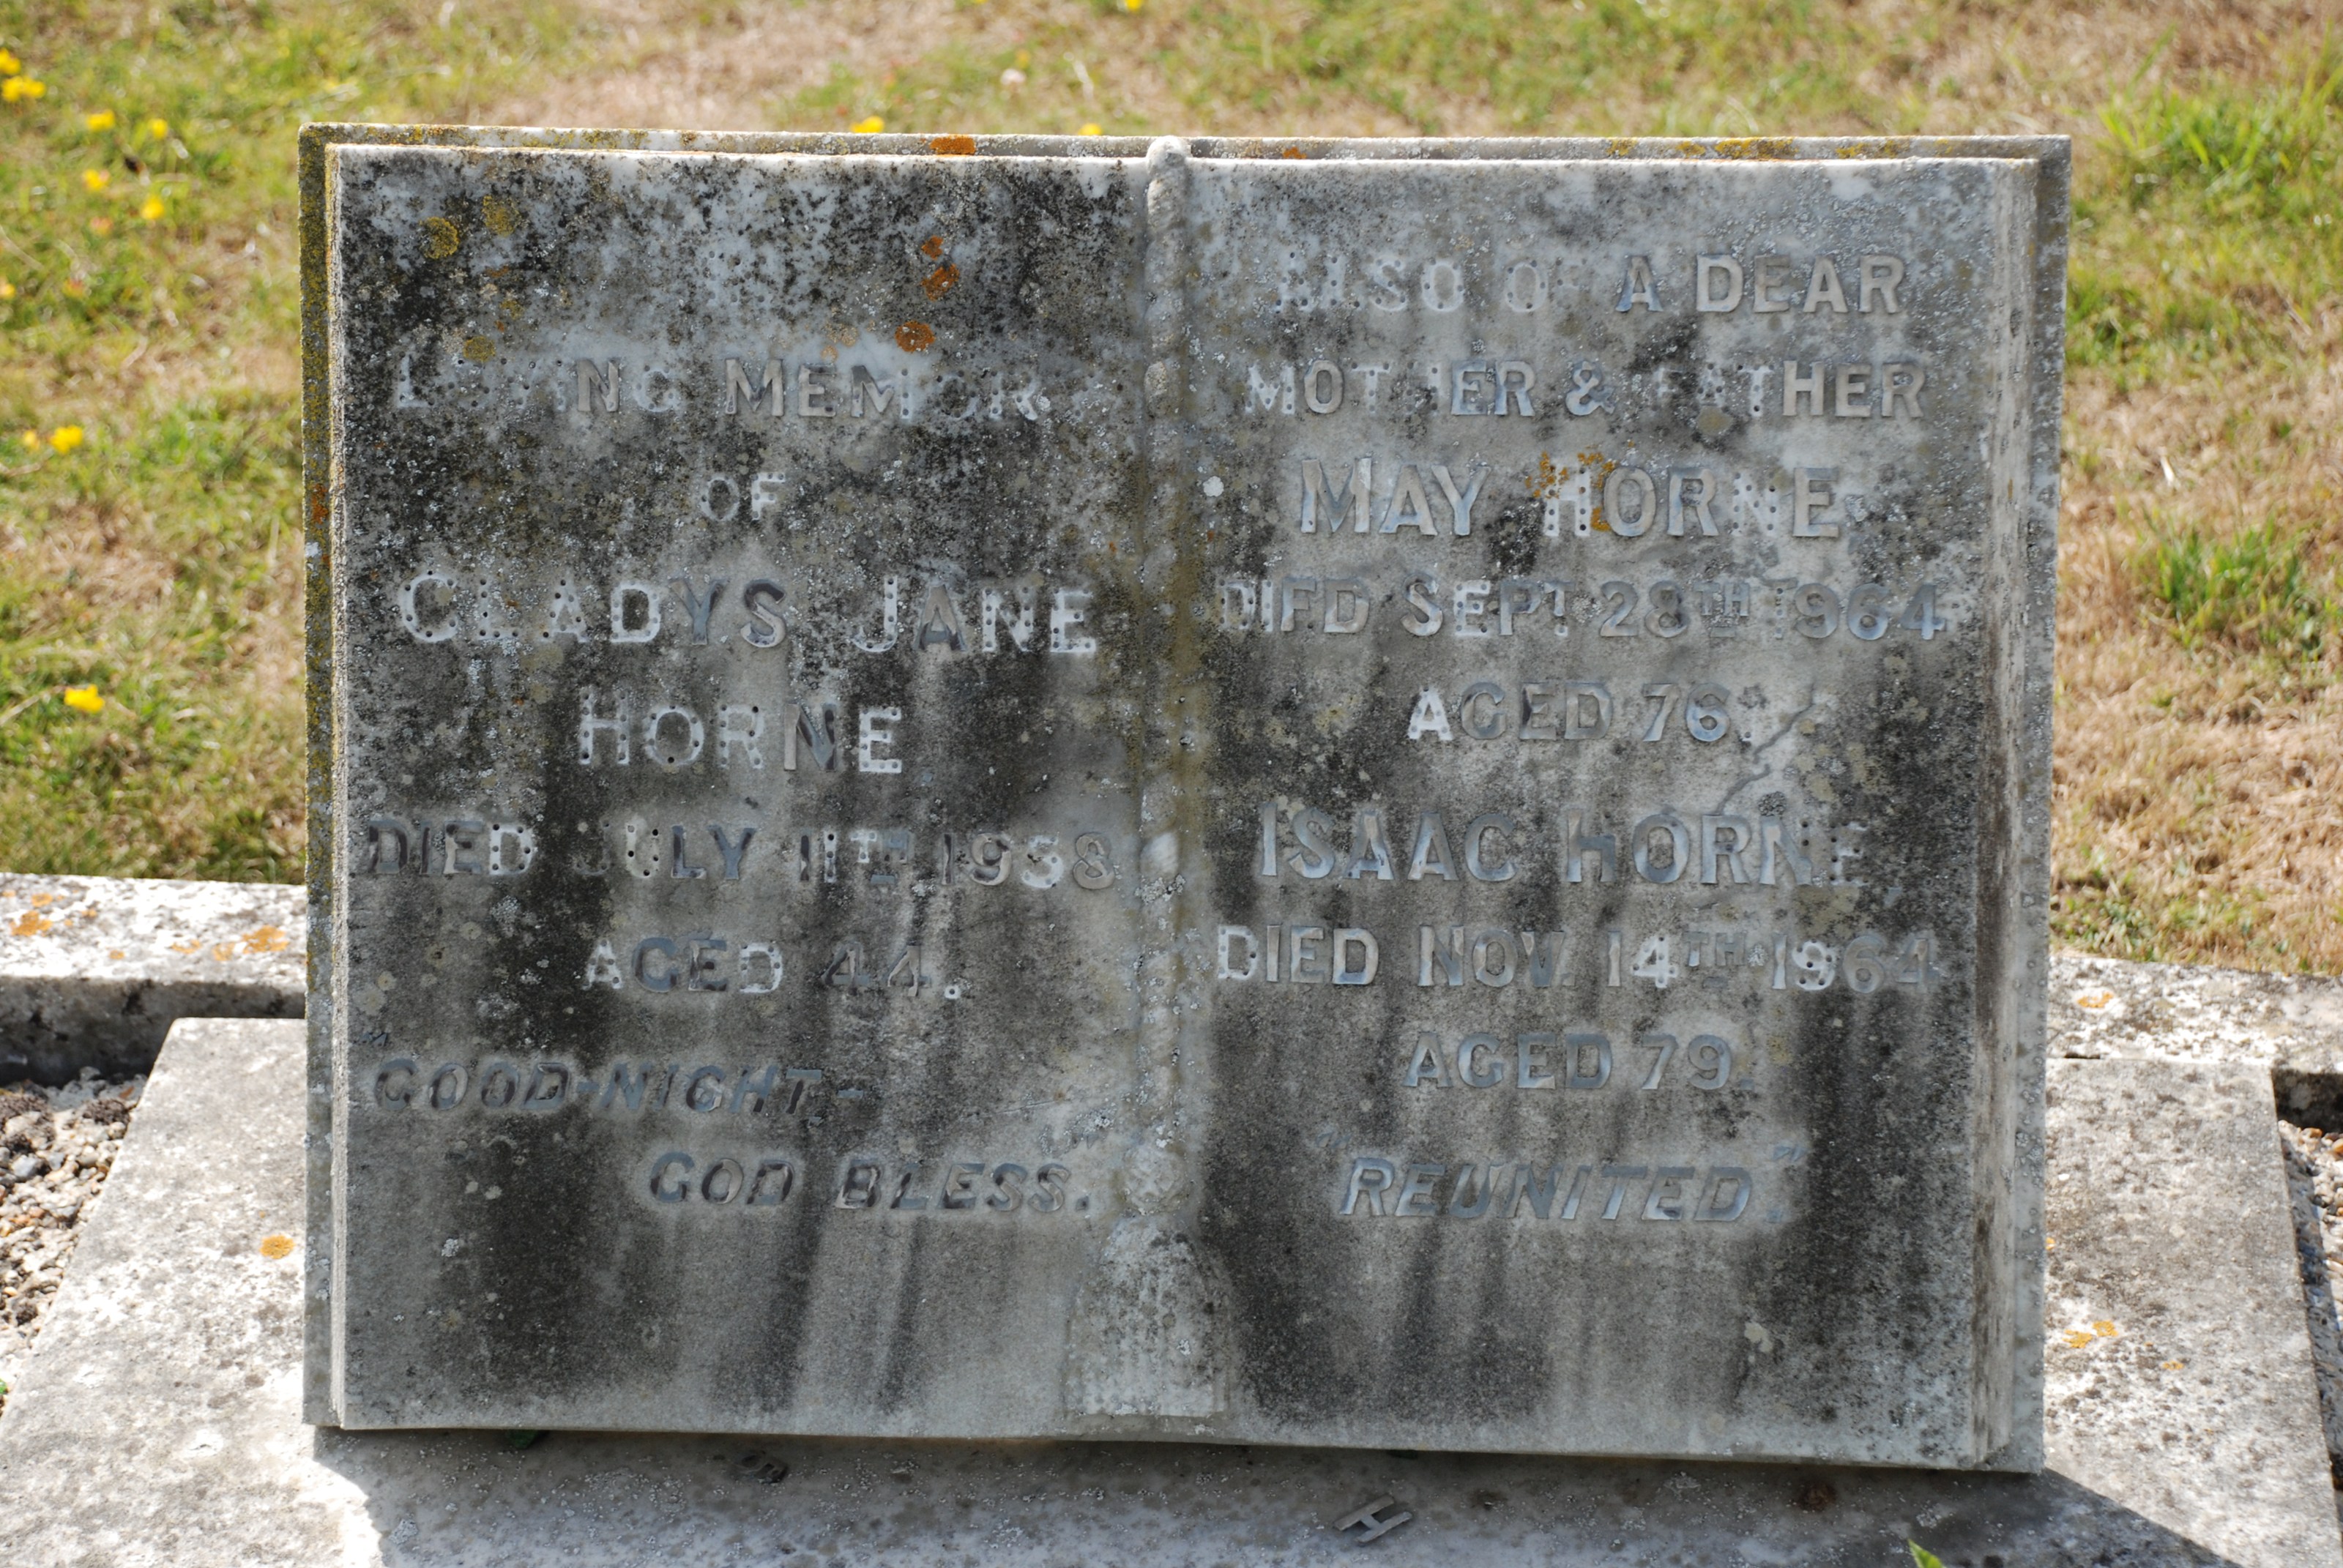 LOVING MEMORY
OF
GLADYS JANE
HORNE
DIED JULY 11TH 1958
AGED 44.
"GOOD-NIGHT,-
GOD BLESS.
ALSO OF A DEAR
MOTHER & FATHER
MAY HORNE
DIED SEPT. 28TH 1964
AGED 76.
ISAAC HORNE,
DIED NOV. 14TH 1964
AGED 79.
"REUNITED."
H